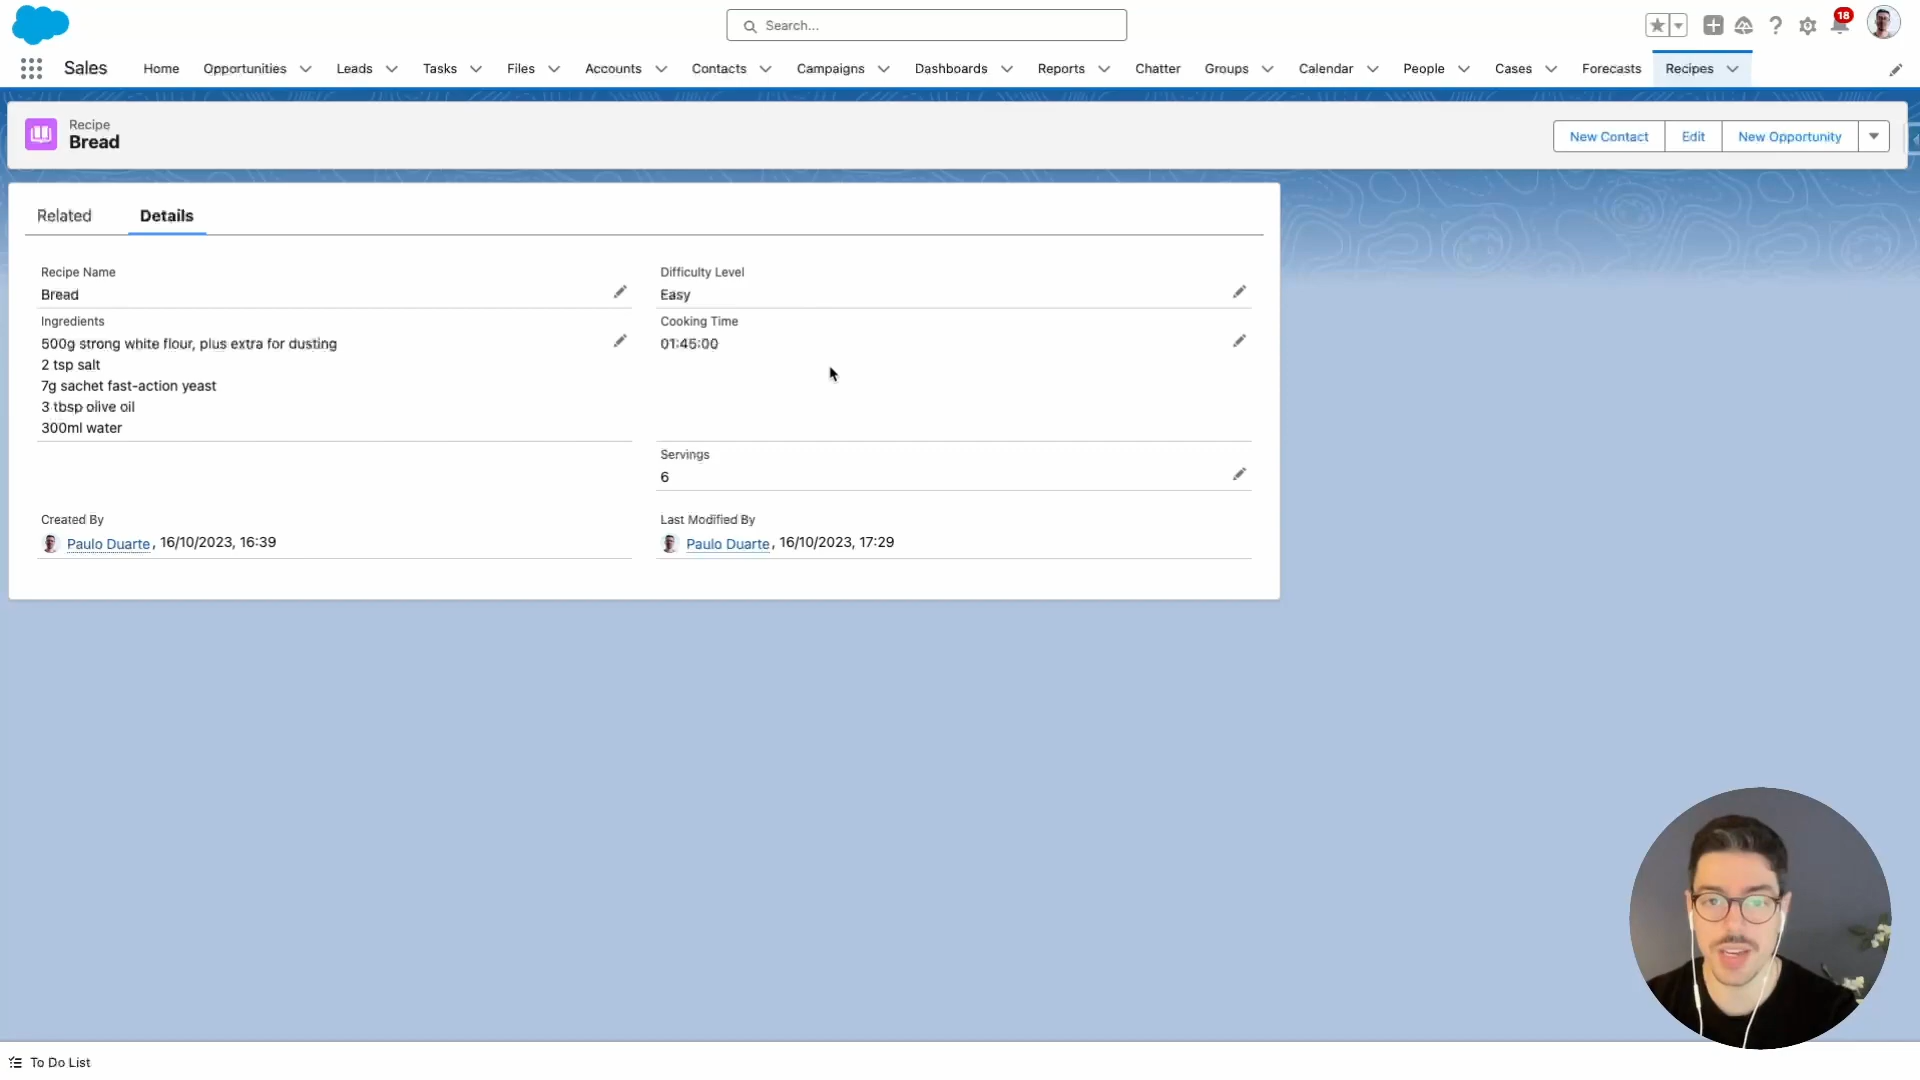 Search...
18
Sales
Home
Opportunities
Leads
Tasks
Files
Accounts
Contacts
Campaigns
Dashboards
Reports
Chatter
Groups
Calendar
People
Cases
Forecasts
Recipes
Recipe
Bread
New Contact
Edit
New Opportunity
Related
Details
Recipe Name
Bread
Difficulty Level
Easy
Ingredients
500g strong white flour, plus extra for dusting
2 tsp salt
7g sachet fast-action yeast
3 tbsp olive oil
300ml water
Cooking Time
01:45:00
Servings
6
Created By
Paulo Duarte, 16/10/2023, 16:39
Last Modified By
Paulo Duarte, 16/10/2023, 17:29
To Do List